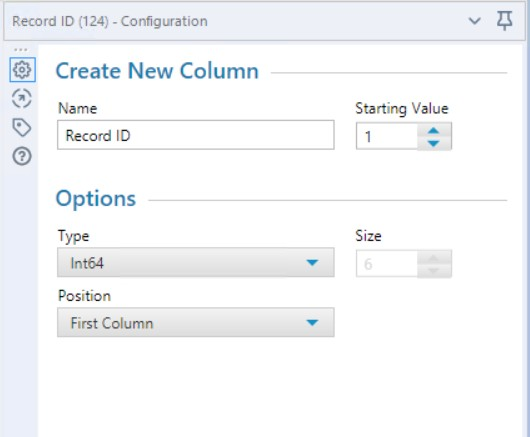 Record ID (124) - Configuration
Create New Column
Name
Starting Value
Record ID
1
Options
Type
Size
Int64
6
Position
First Column